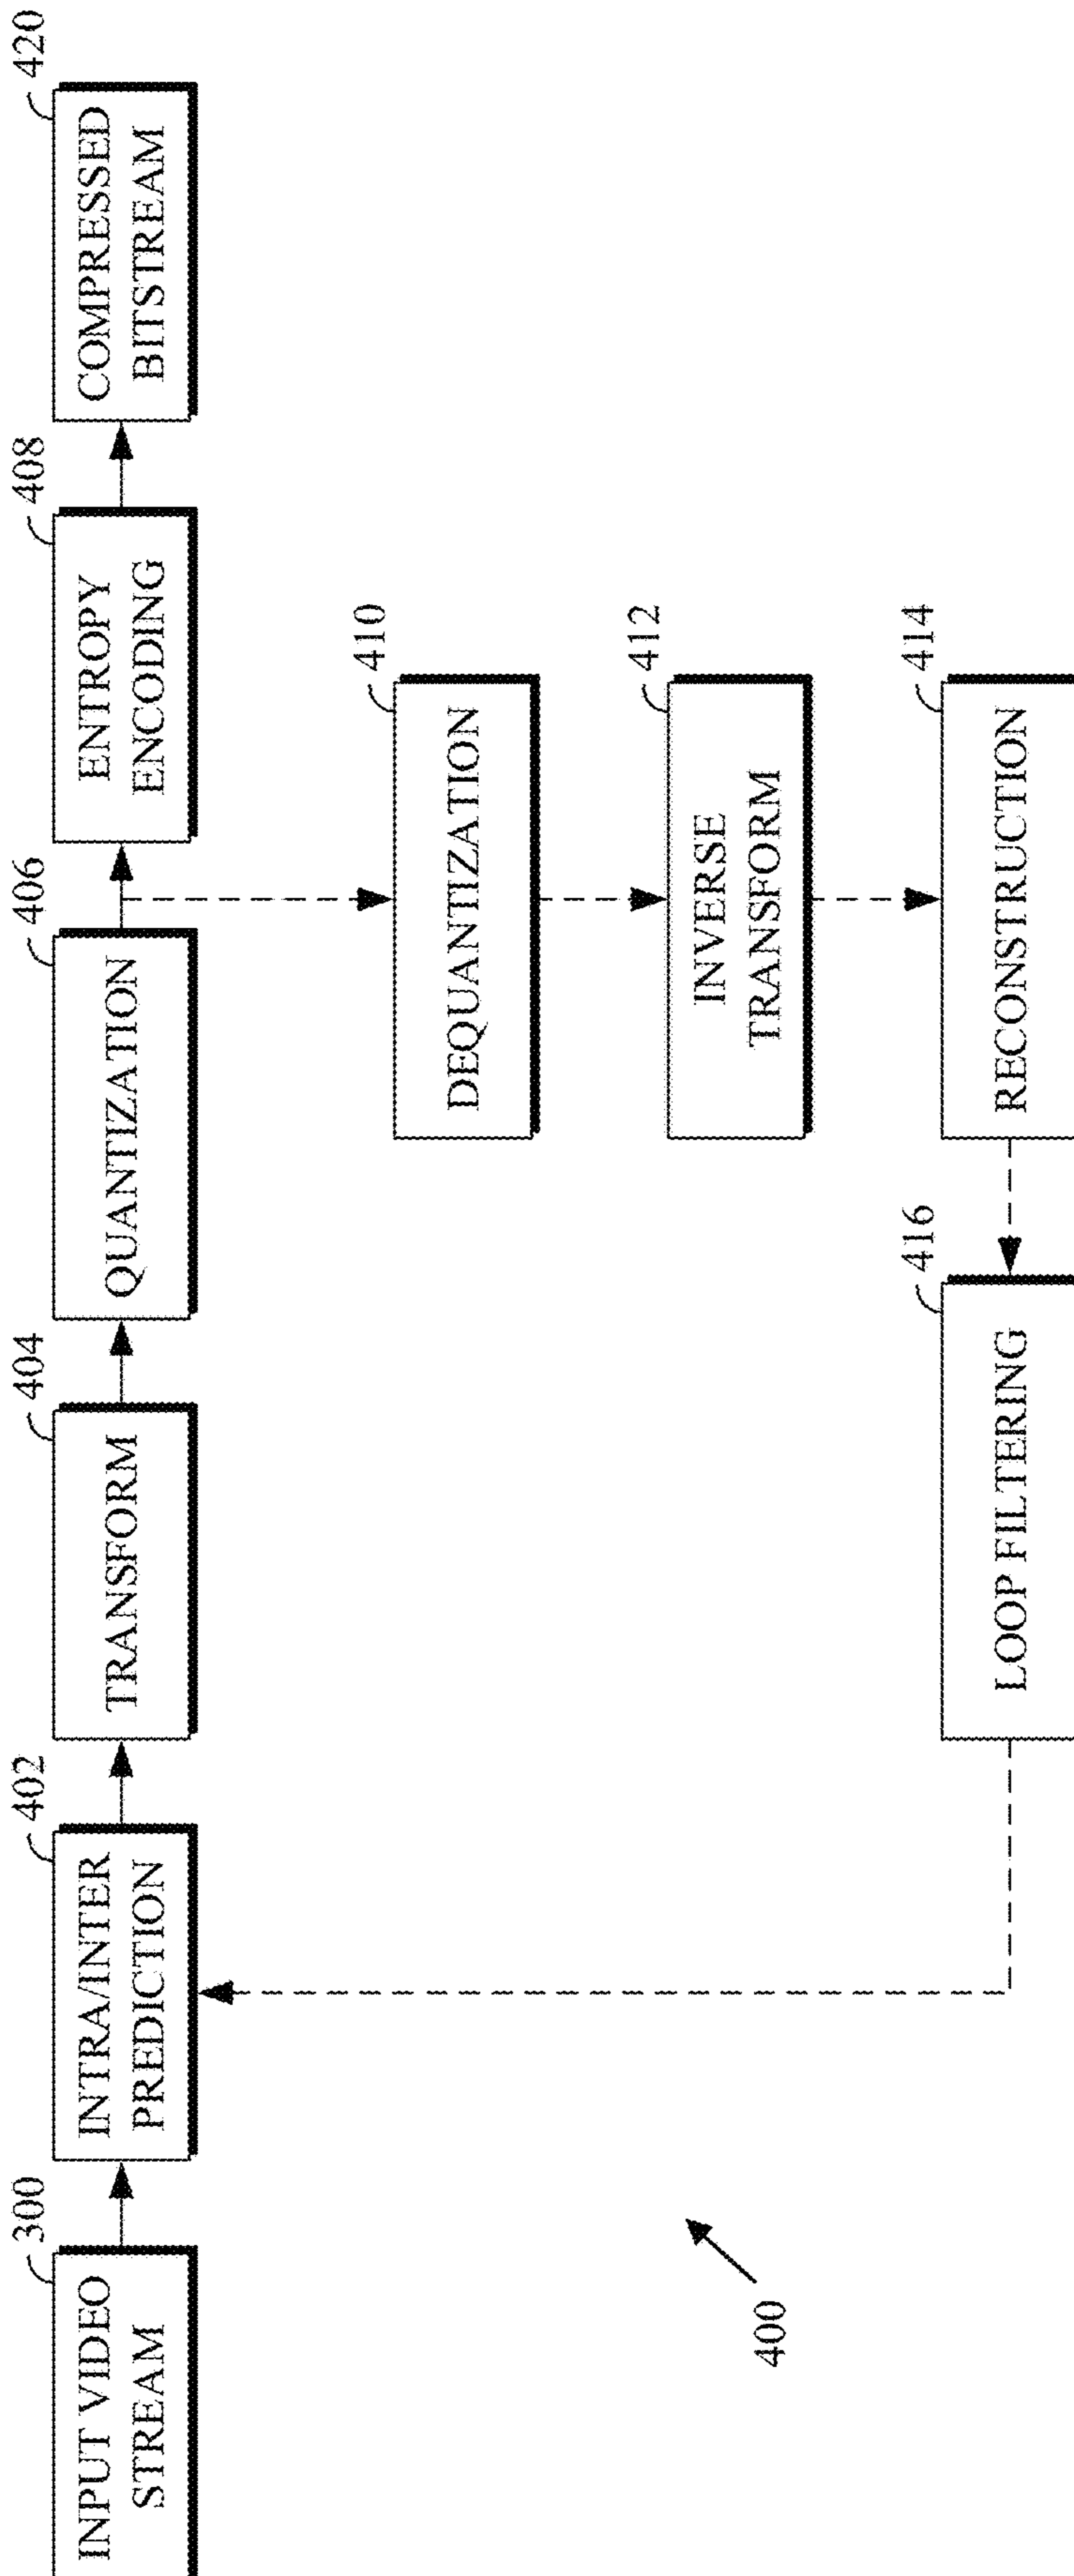 300
INPUT VIDEO
STREAM
402
INTRA/INTER
PREDICTION
404
TRANSFORM
406
QUANTIZATION
408
ENTROPY
ENCODING
420
COMPRESSED
BITSTREAM
410
DEQUANTIZATION
412
INVERSE
TRANSFORM
414
RECONSTRUCTION
416
LOOP FILTERING
400